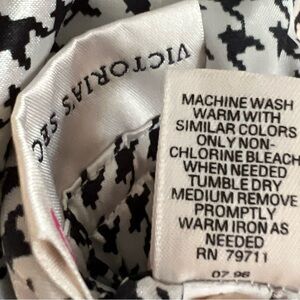 VICTORIA'S SEC
MACHINE WASH
WARM WITH
SIMILAR COLORS
ONLY NON-
CHLORINE BLEACH
WHEN NEEDED
TUMBLE DRY
MEDIUM REMOVE
PROMPTLY
WARM IRON AS
NEEDED
RN 79711
07 96